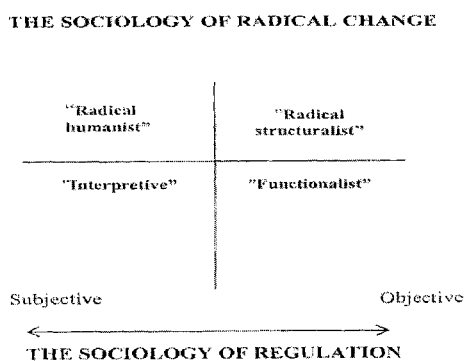 THE SOCIOLOGY OF RADICAL CHANGE
"Radical
humanist"
"Radical
structuralist"
"Interpretive"
"Functionalist"
Subjective
Objective
THE SOCIOLOGY OF REGULATION